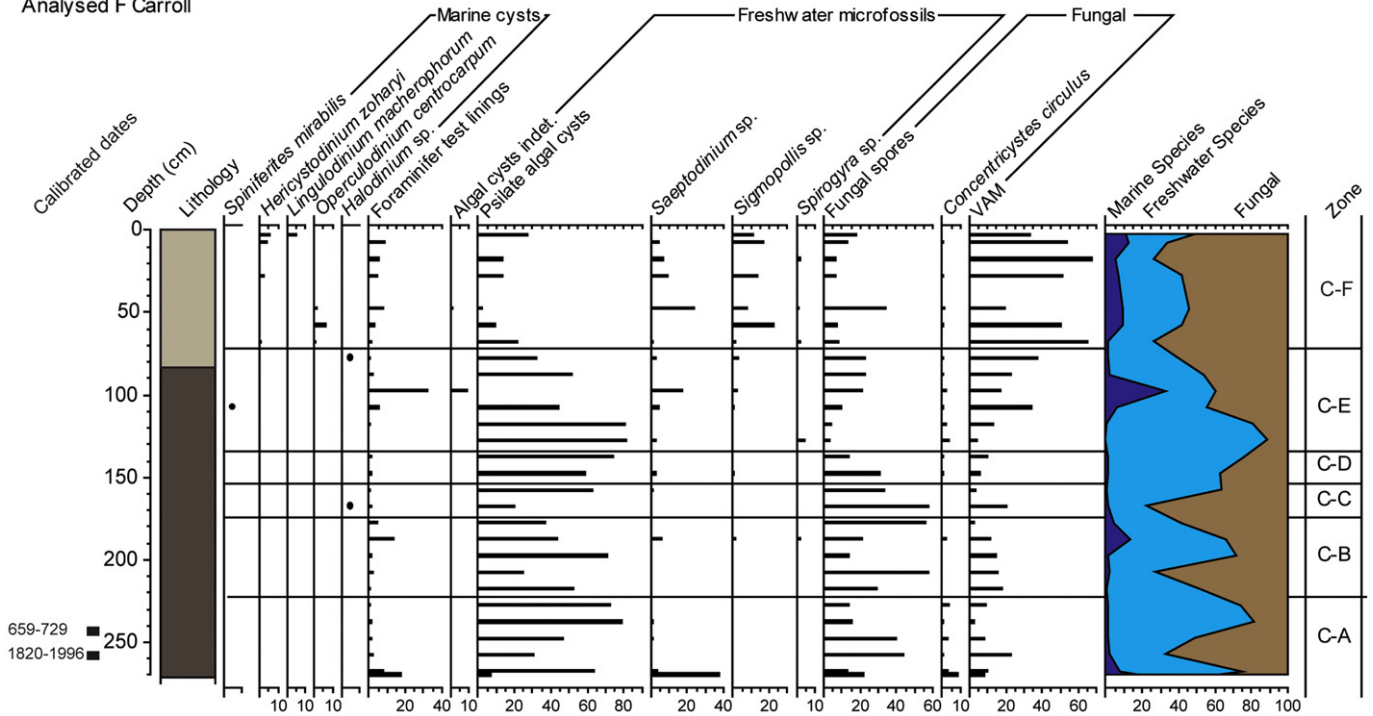 Analysed F Carroll
Marine cysts
Freshwater microfossils
Fungal
Calibrated dates
Depth (cm)
Lithology
Spiniferites mirabilis
Hericystodinium zoharyi
Lingulodinium macherophorum
Operculodinium centrocarpum
Halodinium sp.
Foraminifer test linings
Algal cysts indet.
Psilate algal cysts
Saeptodinium sp.
Sigmopollis sp.
Spirogyra sp.
Fungal spores
Concentricystes circulus
VAM
Marine Species
Freshwater Species
Fungal
Zone
0
50
100
150
200
250
659-729
1820-1996
C-F
C-E
C-D
C-C
C-B
C-A
10 10 10 20 40 10 20 40 60 80 20 40 20 10 20 40 60 10 20 40 60 20 40 60 80 100